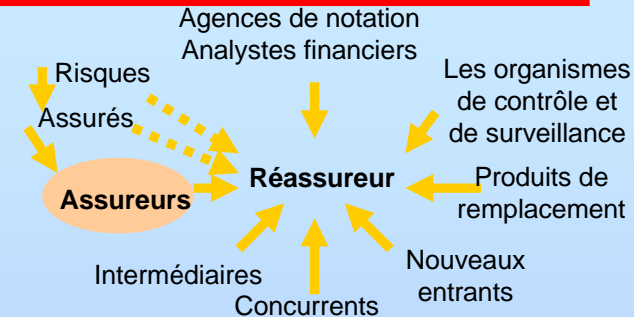 Agences de notation
Analystes financiers
Risques
Assurés
Les organismes
de contrôle et
de surveillance
Assureurs
Réassureur
Produits de
remplacement
Intermédiaires
Concurrents
Nouveaux
entrants